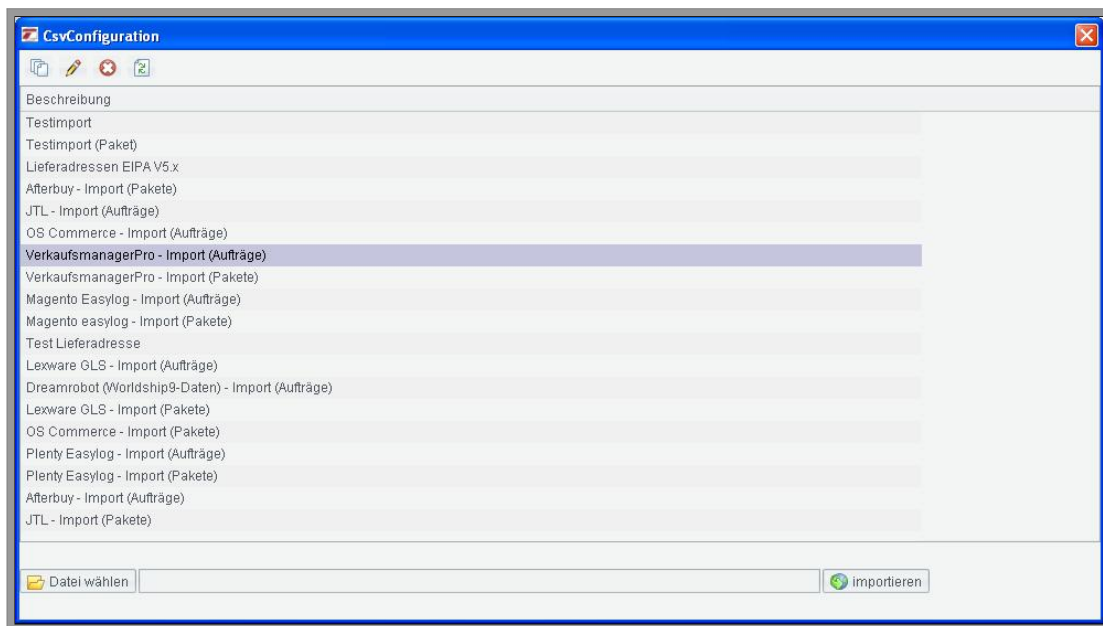 CsvConfiguration
Beschreibung
Testimport
Testimport (Paket)
Lieferadressen EIPA V5.x
Afterbuy - Import (Pakete)
JTL - Import (Aufträge)
OS Commerce - Import (Aufträge)
VerkaufsmanagerPro - Import (Aufträge)
VerkaufsmanagerPro - Import (Pakete)
Magento Easylog - Import (Aufträge)
Magento easylog - Import (Pakete)
Test Lieferadresse
Lexware GLS - Import (Aufträge)
Dreamrobot (Worldship9-Daten) - Import (Aufträge)
Lexware GLS - Import (Pakete)
OS Commerce - Import (Pakete)
Plenty Easylog - Import (Aufträge)
Plenty Easylog - Import (Pakete)
Afterbuy - Import (Aufträge)
JTL - Import (Pakete)
Datei wählen importieren